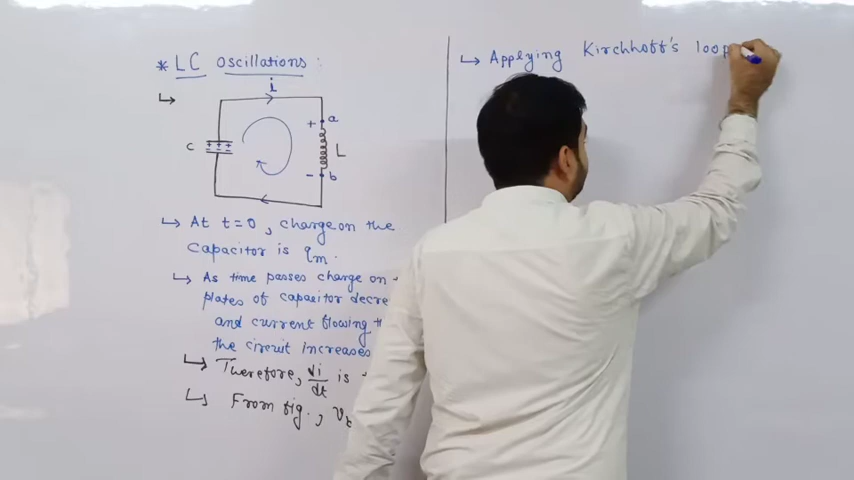 * LC Oscillations :
i
+ a
C
L
- b
→ At t=0, charge on the
capacitor is qm.
→ As time passes charge on
plates of capacitor decre
and current flowing
the circuit increases
→ Therefore, di/dt is
→ From fig.,
→ Applying Kirchhoff's loop